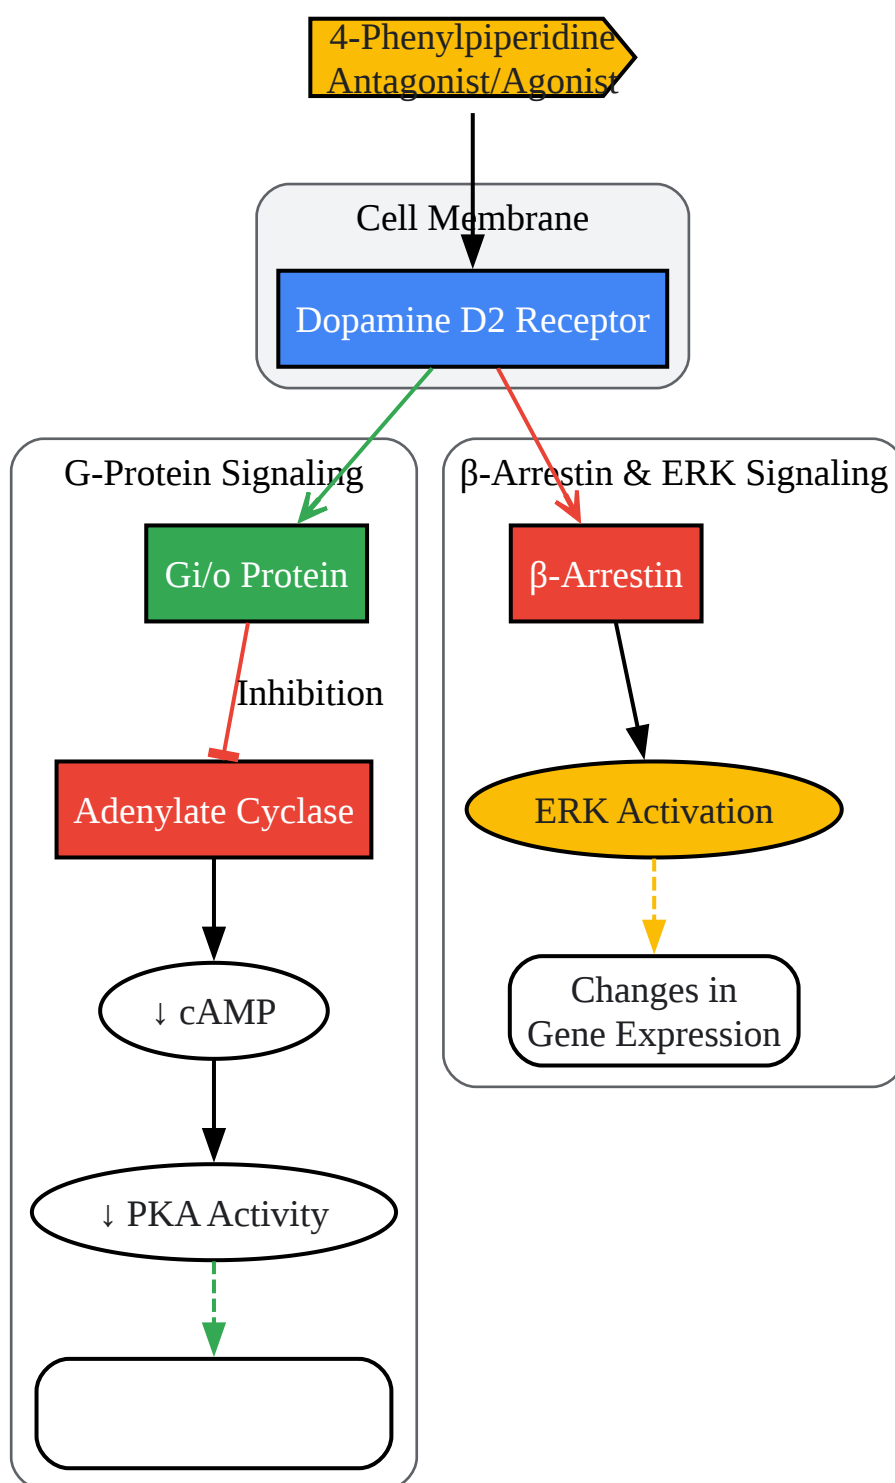 4-Phenylpiperidine
Antagonist/Agonist
Cell Membrane
Dopamine D2 Receptor
G-Protein Signaling
Gi/o Protein
Inhibition
Adenylate Cyclase
↓ cAMP
↓ PKA Activity
β-Arrestin & ERK Signaling
β-Arrestin
ERK Activation
Changes in
Gene Expression